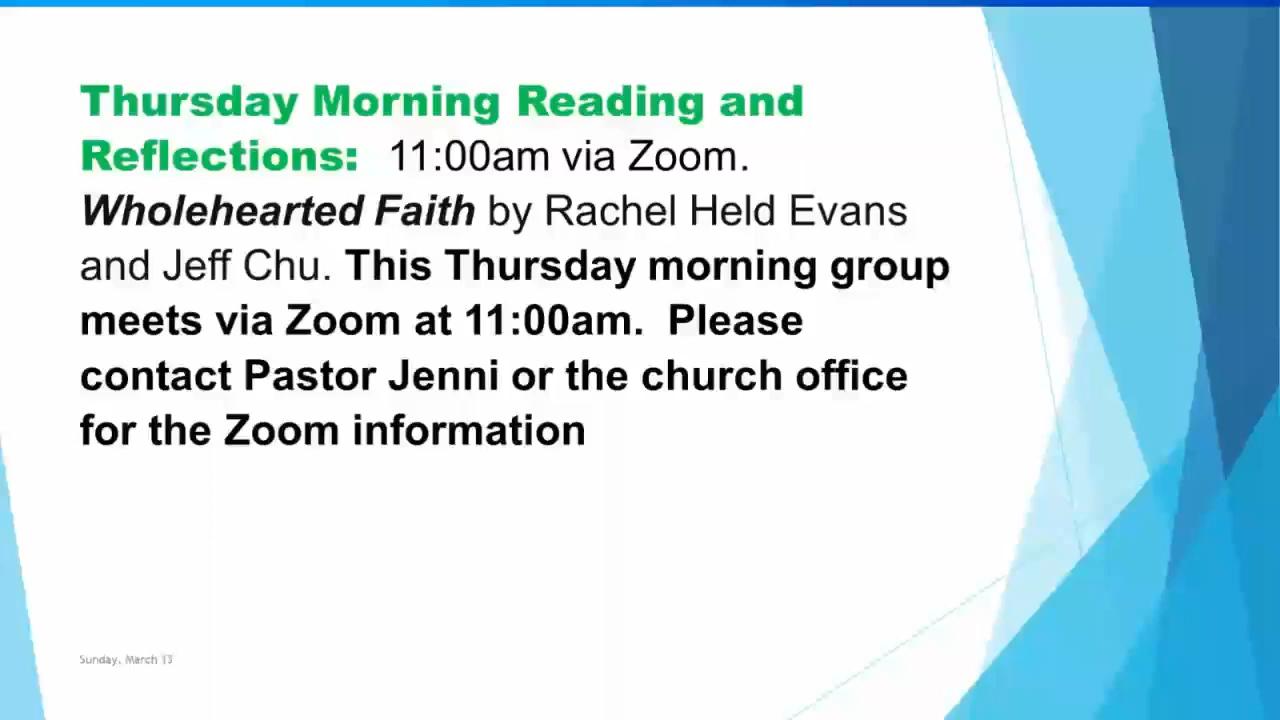 Thursday Morning Reading and
Reflections: 11:00am via Zoom.
Wholehearted Faith by Rachel Held Evans
and Jeff Chu. This Thursday morning group
meets via Zoom at 11:00am. Please
contact Pastor Jenni or the church office
for the Zoom information
Sunday, March 13